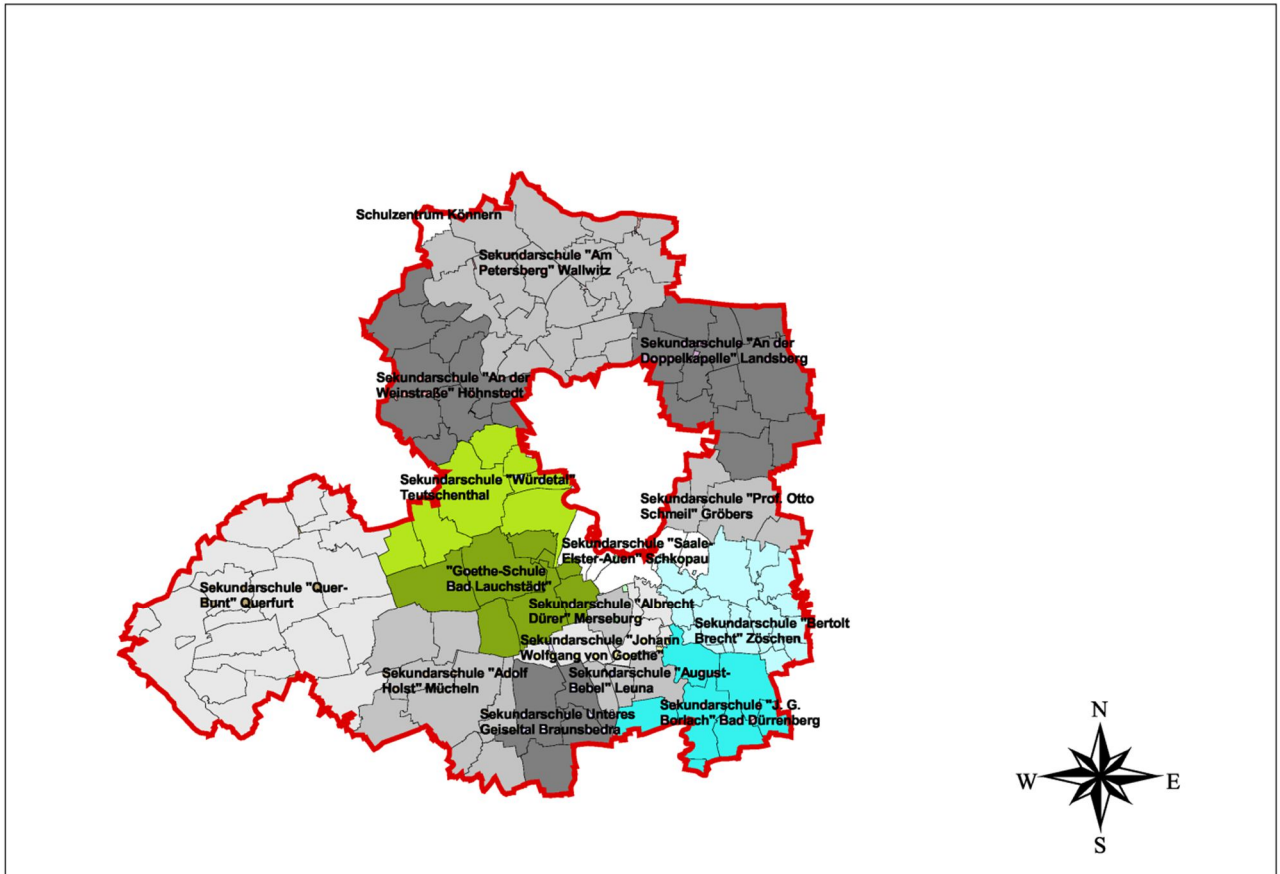 Schulzentrum Könnern
Sekundarschule "Am
Petersberg" Wallwitz
Sekundarschule "An der
Doppelkapelle" Landsberg
Sekundarschule "An der
Weinstraße" Höhnstedt
Sekundarschule "Würdetal"
Teutschenthal
Sekundarschule "Prof. Otto
Schmeil" Gröbers
Sekundarschule "Saale-
Elster-Auen" Schkopau
"Goethe-Schule
Bad Lauchstädt"
Sekundarschule "Quer-
Bunt" Querfurt
Sekundarschule "Albrecht
Dürer" Merseburg
Sekundarschule "Bertolt
Brecht" Zöschen
Sekundarschule "Johann
Wolfgang von Goethe"
Sekundarschule "Adolf
Holst" Mücheln
Sekundarschule "August-
Bebel" Leuna
Sekundarschule "J. G.
Borlach" Bad Dürrenberg
Sekundarschule Unteres
Geiseltal Braunsbedra
N
W
E
S